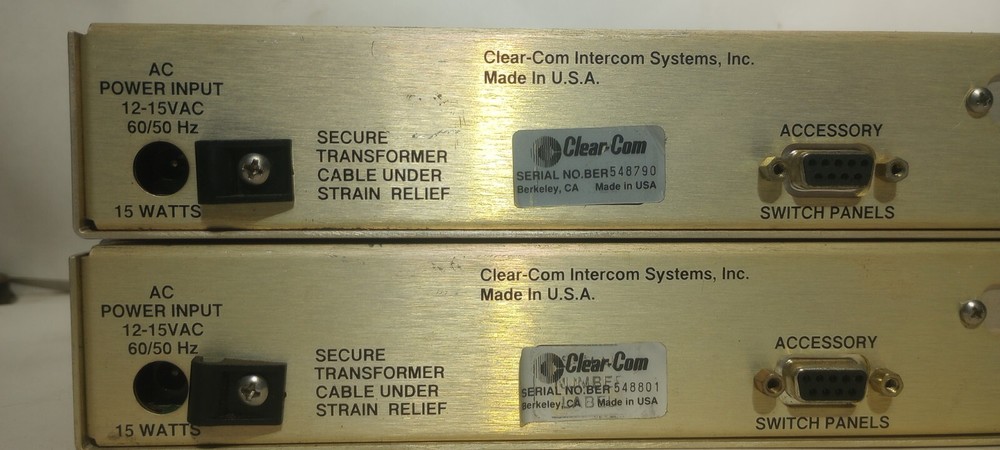 AC
POWER INPUT
12-15VAC
60/50 Hz
15 WATTS
SECURE
TRANSFORMER
CABLE UNDER
STRAIN RELIEF
Clear-Com Intercom Systems, Inc.
Made In U.S.A.
Clear-Com
SERIAL NO.BER548790
Berkeley, CA Made in USA
ACCESSORY
SWITCH PANELS
AC
POWER INPUT
12-15VAC
60/50 Hz
15 WATTS
SECURE
TRANSFORMER
CABLE UNDER
STRAIN RELIEF
Clear-Com Intercom Systems, Inc.
Made In U.S.A.
Clear-Com
SERIAL NO.BER 548801
Berkeley, CA Made in USA
ACCESSORY
SWITCH PANELS